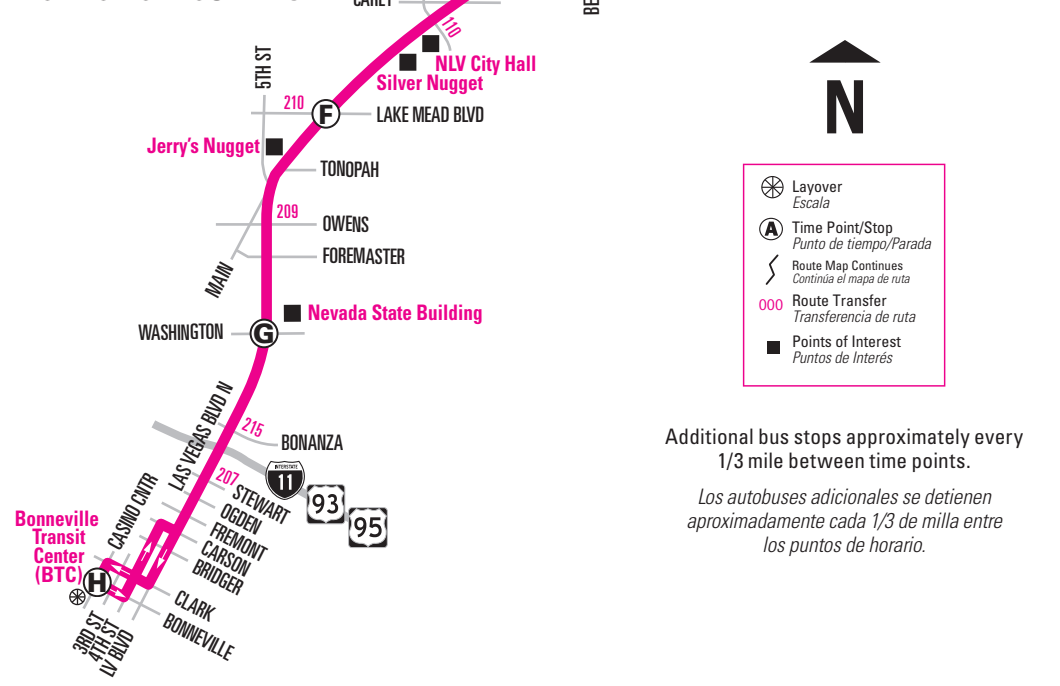 CAREY
BE
110
5TH ST
NLV City Hall
Silver Nugget
210
F
LAKE MEAD BLVD
Jerry's Nugget
TONOPAH
209
OWENS
FOREMASTER
MAIN
Nevada State Building
WASHINGTON
G
LAS VEGAS BLVD N
215
BONANZA
INTERSTATE
11
93
95
207
STEWART
OGDEN
FREMONT
CARSON
BRIDGER
CASINO CNTR
Bonneville
Transit
Center
(BTC)
H
CLARK
BONNEVILLE
3RD ST
4TH ST
LV BLVD
N
Layover
Escala
A
Time Point/Stop
Punto de tiempo/Parada
Route Map Continues
Continúa el mapa de ruta
000
Route Transfer
Transferencia de ruta
Points of Interest
Puntos de Interés
Additional bus stops approximately every
1/3 mile between time points.
Los autobuses adicionales se detienen
aproximadamente cada 1/3 de milla entre
los puntos de horario.